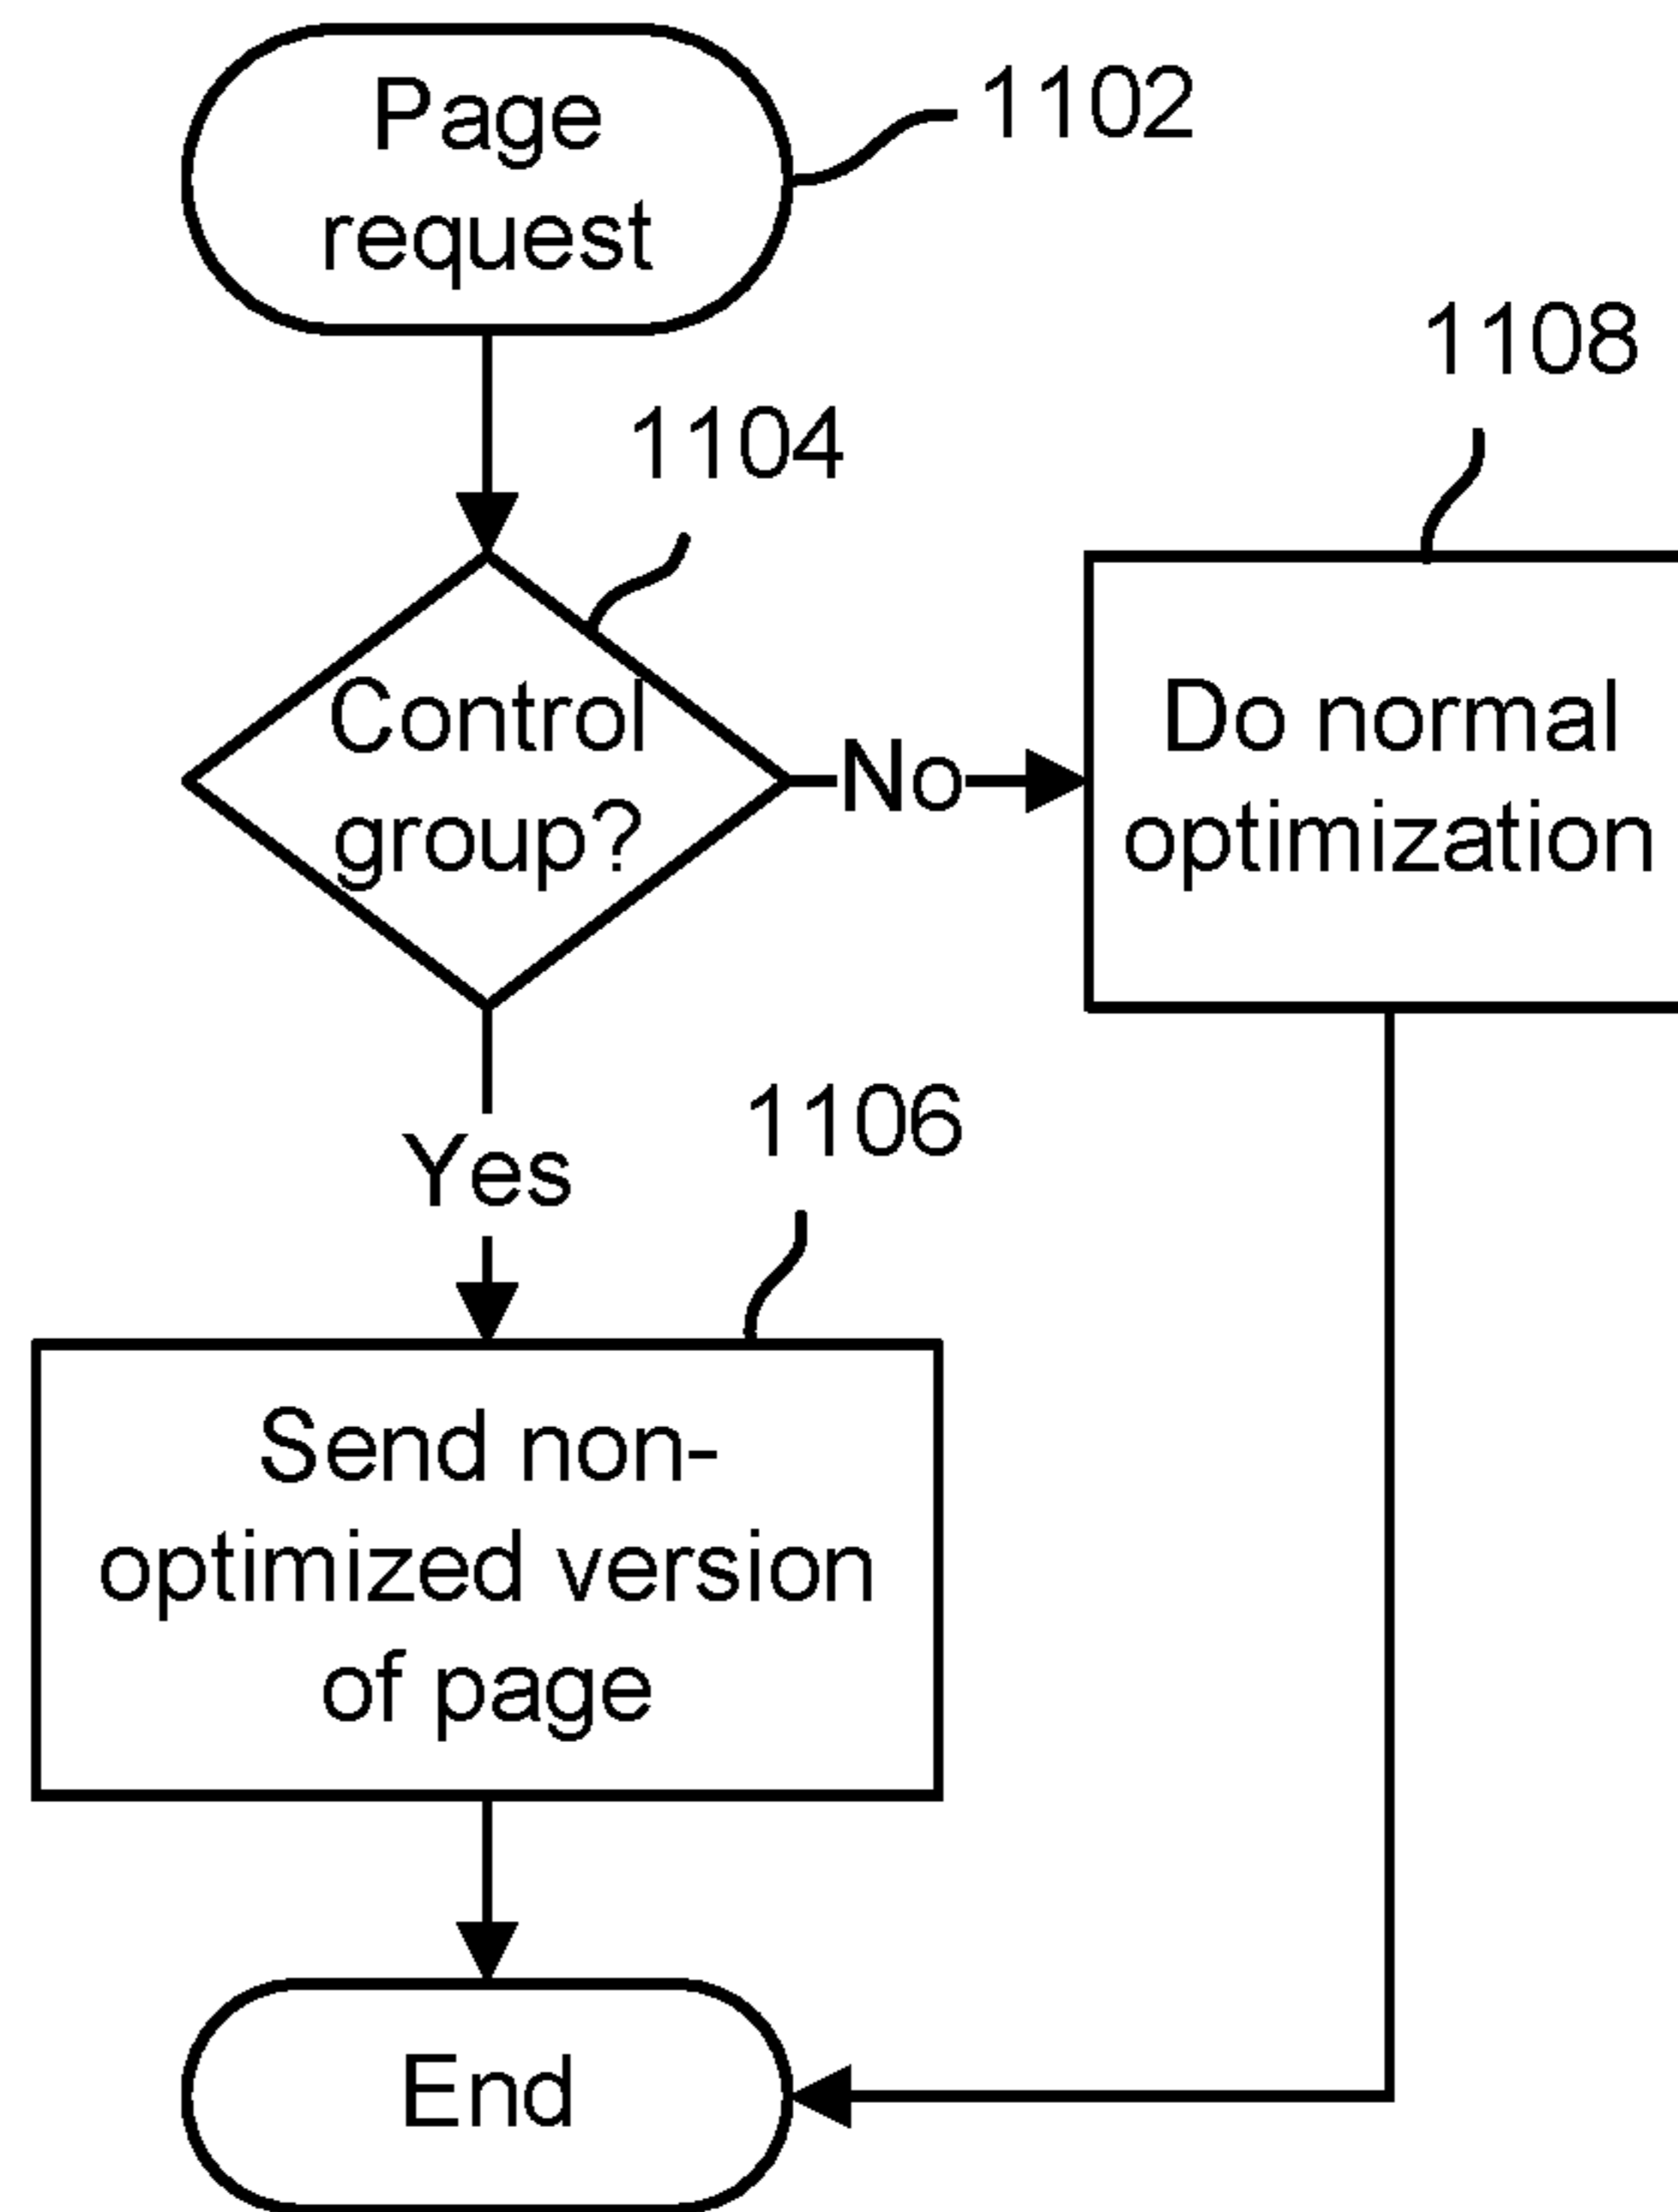 Page
request
1102
1108
1104
Control
group?
No
Do normal
optimization
Yes
1106
Send non-
optimized version
of page
End